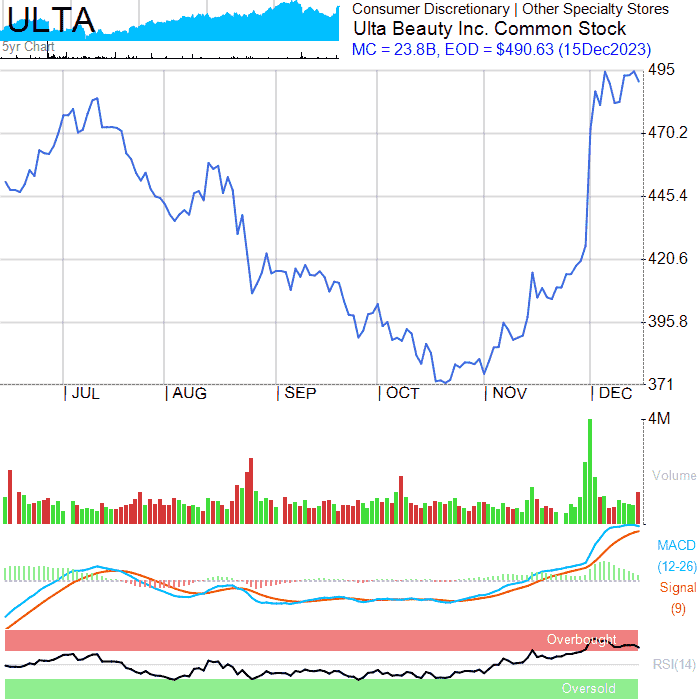 ULTA
5yr Chart
Consumer Discretionary | Other Specialty Stores
Ulta Beauty Inc. Common Stock
MC = 23.8B, EOD = $490.63 (15Dec2023)
495
470.2
445.4
420.6
395.8
371
JUL
AUG
SEP
OCT
NOV
DEC
4M
Volume
MACD
(12-26)
Signal
(9)
Overbought
RSI(14)
Oversold